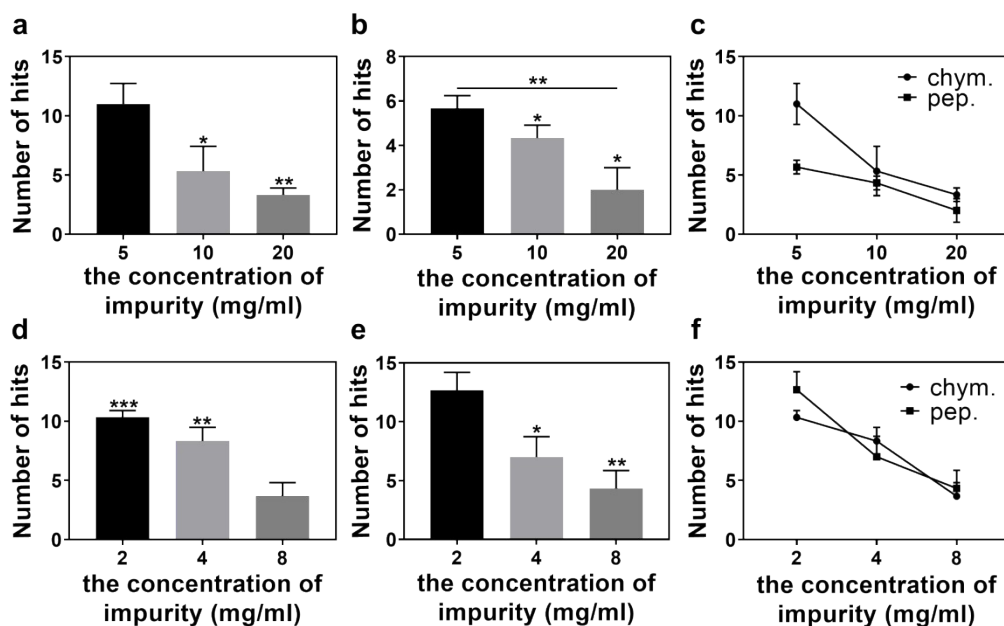 a
15
10
5
0
Number of hits
*
**
5 10 20
the concentration of
impurity (mg/ml)
b
8
6
4
2
0
Number of hits
**
*
*
5 10 20
the concentration of
impurity (mg/ml)
c
15
10
5
0
Number of hits
chym.
pep.
5 10 20
the concentration of
impurity (mg/ml)
d
15
10
5
0
Number of hits
***
**
2 4 8
the concentration of
impurity (mg/ml)
e
15
10
5
0
Number of hits
*
**
2 4 8
the concentration of
impurity (mg/ml)
f
15
10
5
0
Number of hits
chym.
pep.
2 4 8
the concentration of
impurity (mg/ml)